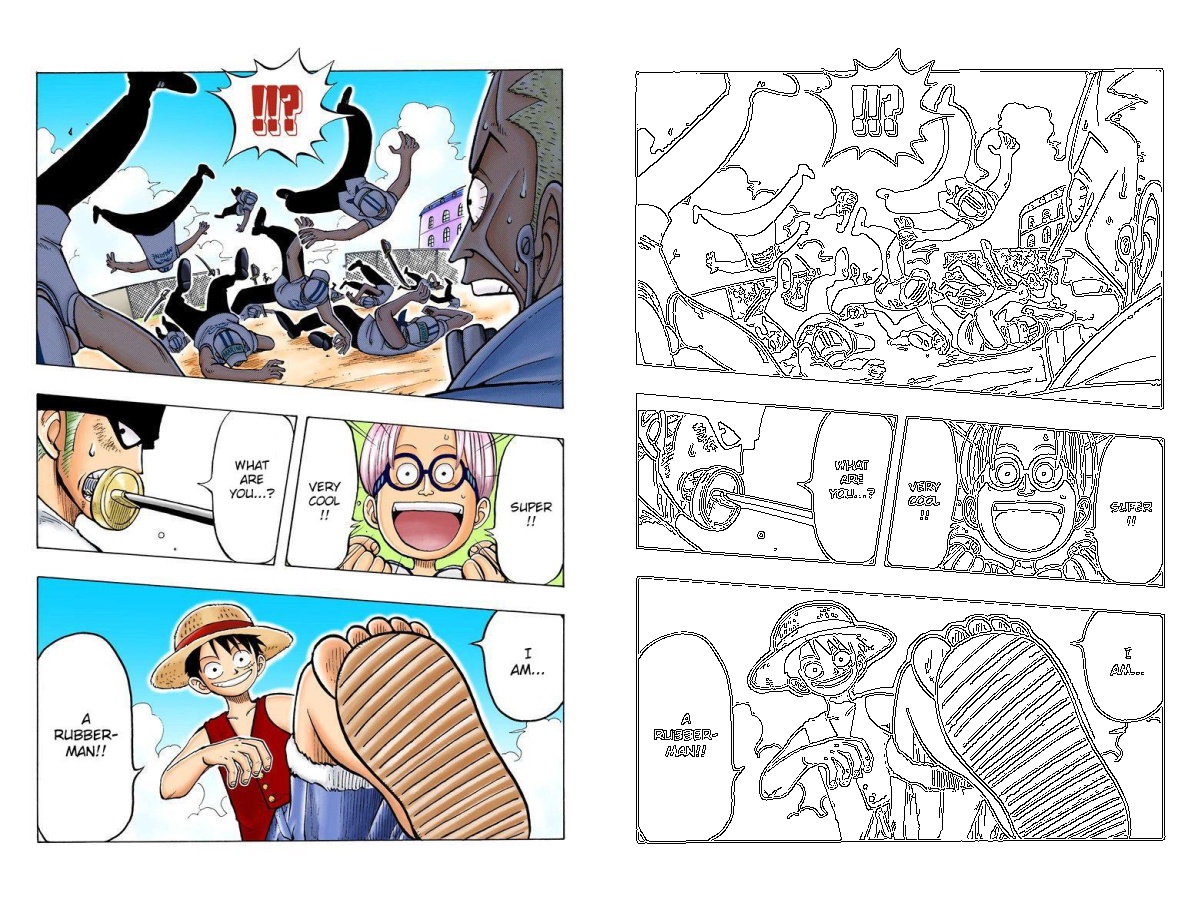 !!?
WHAT
ARE
YOU...?
VERY
COOL
!!
SUPER
!!
I
AM...
A
RUBBER-
MAN!!
!!?
WHAT
ARE
YOU...?
VERY
COOL
!!
SUPER
!!
I
AM...
A
RUBBER-
MAN!!